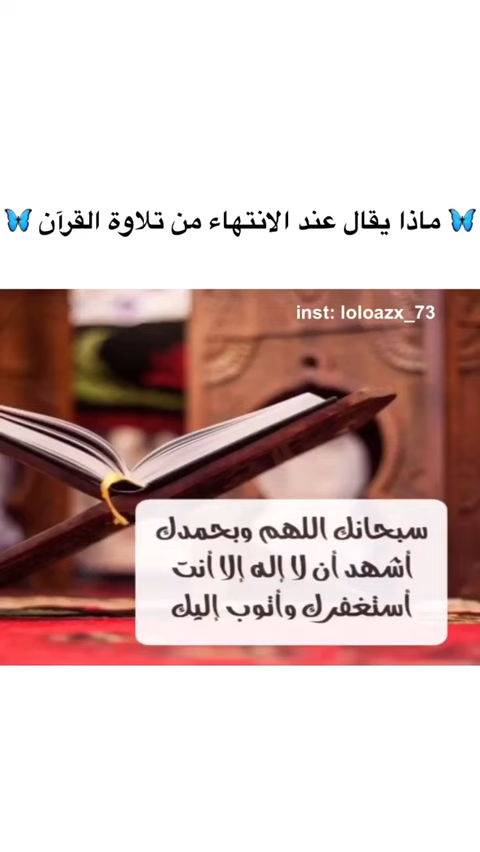 🦋 ماذا يقال عند الانتهاء من تلاوة القرآن 🦋
inst: loloazx_73
سبحانك اللهم وبحمدك
أشهد أن لا إله إلا أنت
أستغفرك وأتوب إليك